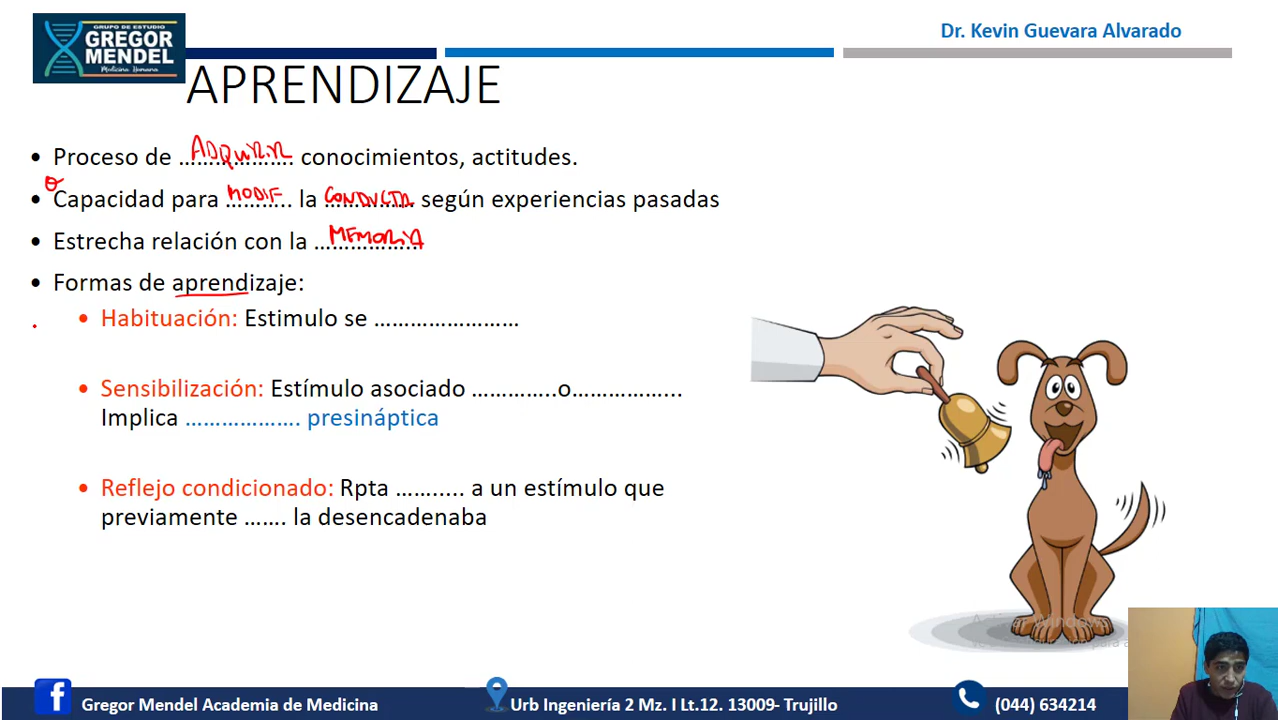 GRUPO DE ESTUDIO
GREGOR
MENDEL
Medicina Humana
Dr. Kevin Guevara Alvarado
APRENDIZAJE
• Proceso de ADQUIRIR conocimientos, actitudes.
• Capacidad para MODIF ……….. la CONDUCTA según experiencias pasadas
• Estrecha relación con la MEMORIA
• Formas de aprendizaje:
• Habituación: Estimulo se ……………………
• Sensibilización: Estímulo asociado …………..o……………...
Implica ………………. presináptica
• Reflejo condicionado: Rpta ……..... a un estímulo que
previamente ……. la desencadenaba
Activar Windows
Gregor Mendel Academia de Medicina
Urb Ingeniería 2 Mz. I Lt.12. 13009- Trujillo
(044) 634214